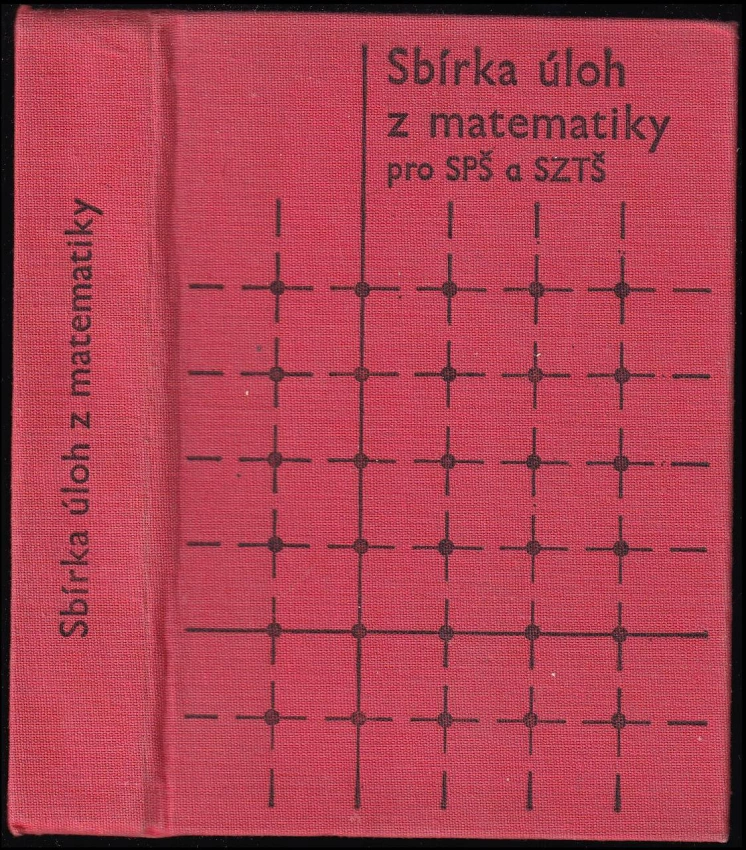 Sbírka úloh
z matematiky
pro SPŠ a SZTŠ
Sbírka úloh z matematiky